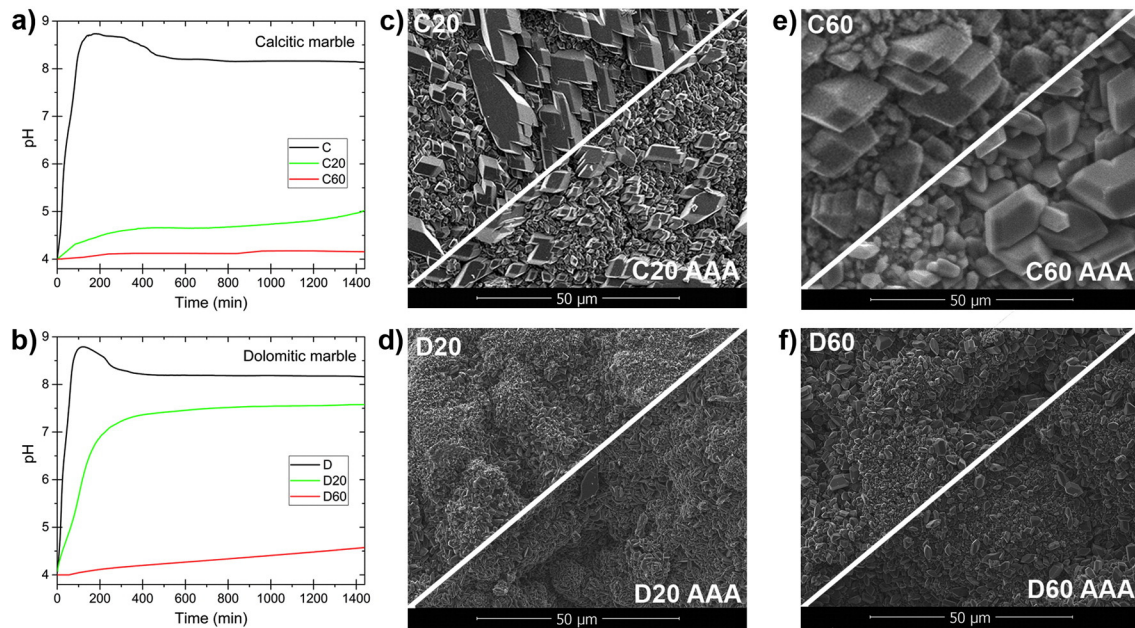 a)
9
8
7
6
5
4
pH
Calcitic marble
C
C20
C60
0 200 400 600 800 1000 1200 1400
Time (min)
c) C20
C20 AAA
50 µm
e) C60
C60 AAA
50 µm
b)
9
8
7
6
5
4
pH
Dolomitic marble
D
D20
D60
0 200 400 600 800 1000 1200 1400
Time (min)
d) D20
D20 AAA
50 µm
f) D60
D60 AAA
50 µm